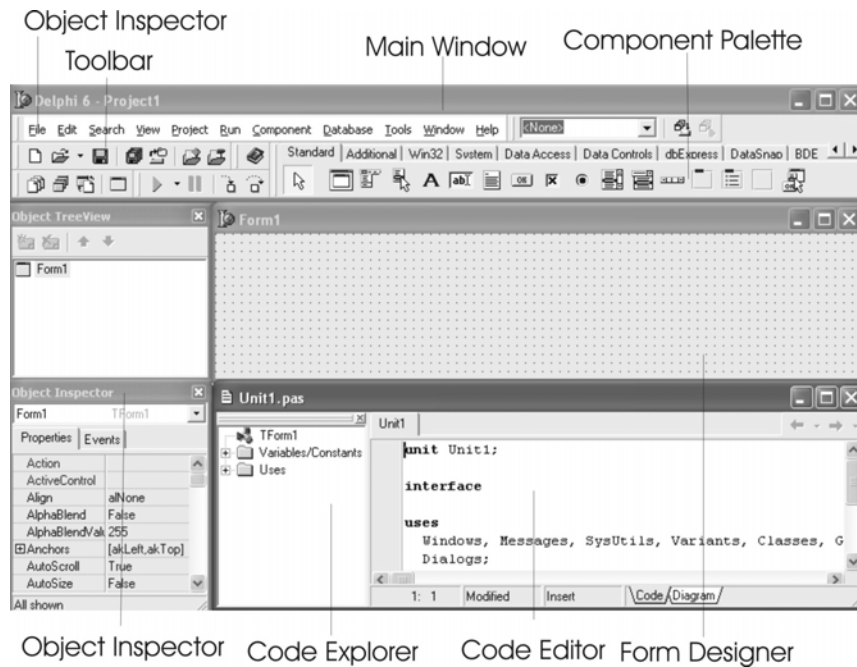 Object Inspector
Toolbar
Main Window
Component Palette
Delphi 6 - Project1
File Edit Search View Project Run Component Database Tools Window Help
<None>
Standard Additional Win32 System Data Access Data Controls dbExpress DataSnap BDE
A ab OK
Object TreeView
Form1
Form1
Object Inspector
Form1 TForm1
Properties Events
Action
ActiveControl
Align alNone
AlphaBlend False
AlphaBlendVal 255
Anchors [akLeft,akTop]
AutoScroll True
AutoSize False
All shown
Unit1.pas
TForm1
Variables/Constants
Uses
Unit1
unit Unit1;
interface
uses
Windows, Messages, SysUtils, Variants, Classes, G
Dialogs;
1: 1 Modified Insert Code Diagram
Object Inspector
Code Explorer
Code Editor
Form Designer